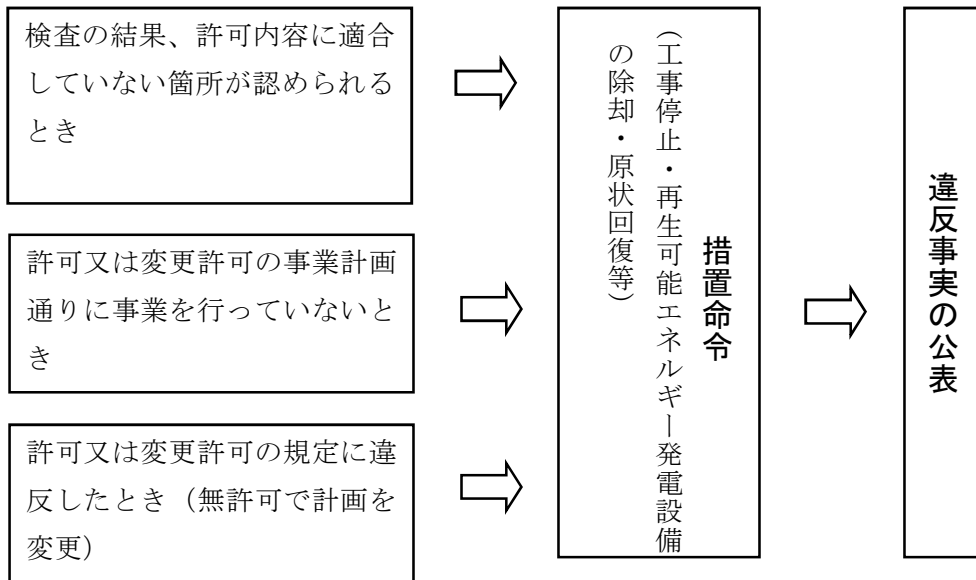 検査の結果、許可内容に適合
していない箇所が認められる
とき
許可又は変更許可の事業計画
通りに事業を行っていないと
き
許可又は変更許可の規定に違
反したとき（無許可で計画を
変更）
措置命令
（工事停止・再生可能エネルギー発電設備
の除却・原状回復等）
違反事実の公表